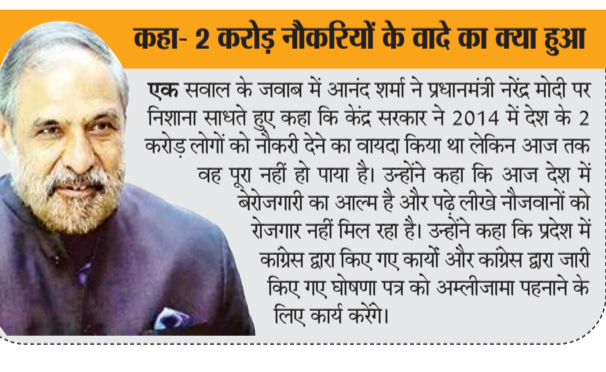 कहा- 2 करोड़ नौकरियों के वादे का क्या हुआ
एक सवाल के जवाब में आनंद शर्मा ने प्रधानमंत्री नरेंद्र मोदी पर
निशाना साधते हुए कहा कि केंद्र सरकार ने 2014 में देश के 2
करोड़ लोगों को नौकरी देने का वायदा किया था लेकिन आज तक
वह पूरा नहीं हो पाया है। उन्होंने कहा कि आज देश में
बेरोजगारी का आल्म है और पढ़े लीखे नौजवानों को
रोजगार नहीं मिल रहा है। उन्होंने कहा कि प्रदेश में
कांग्रेस द्वारा किए गए कार्यों और कांग्रेस द्वारा जारी
किए गए घोषणा पत्र को अम्लीजामा पहनाने के
लिए कार्य करेंगे।